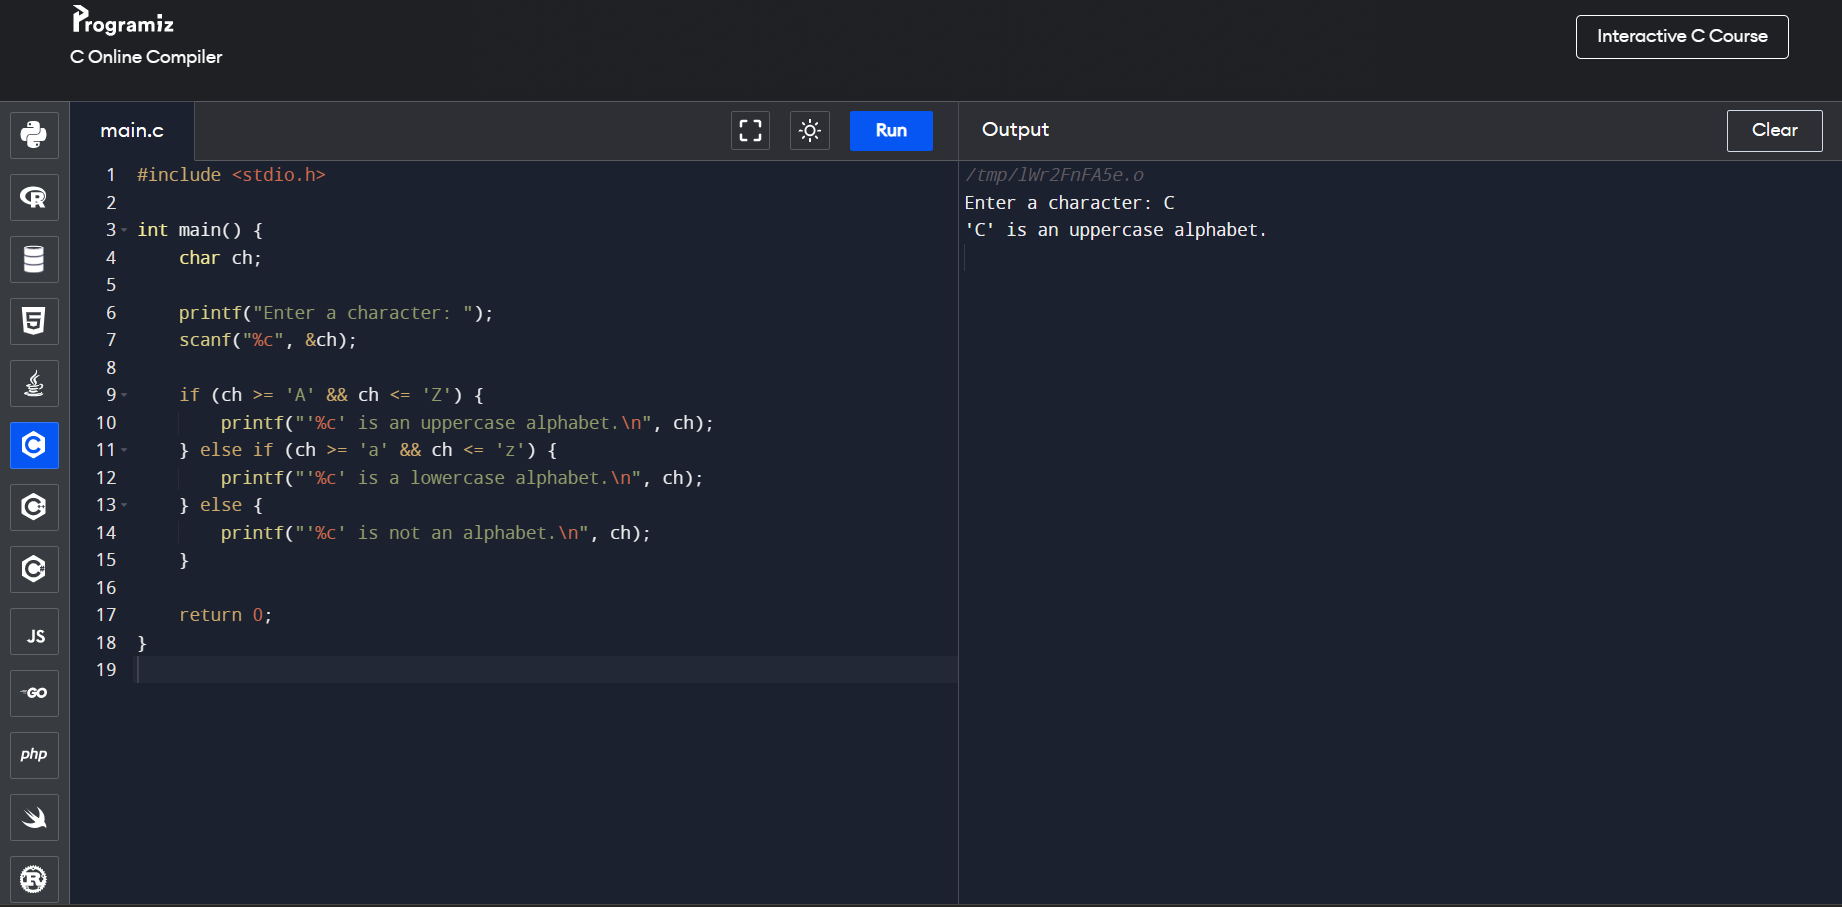 Programiz
C Online Compiler
Interactive C Course
main.c
Run
Output
Clear
1 #include <stdio.h>
2
3 int main() {
4     char ch;
5
6     printf("Enter a character: ");
7     scanf("%c", &ch);
8
9     if (ch >= 'A' && ch <= 'Z') {
10         printf("'%c' is an uppercase alphabet.\n", ch);
11     } else if (ch >= 'a' && ch <= 'z') {
12         printf("'%c' is a lowercase alphabet.\n", ch);
13     } else {
14         printf("'%c' is not an alphabet.\n", ch);
15     }
16
17     return 0;
18 }
19
/tmp/lWr2FnFA5e.o
Enter a character: C
'C' is an uppercase alphabet.
R
5
C
C
C
JS
GO
php
R